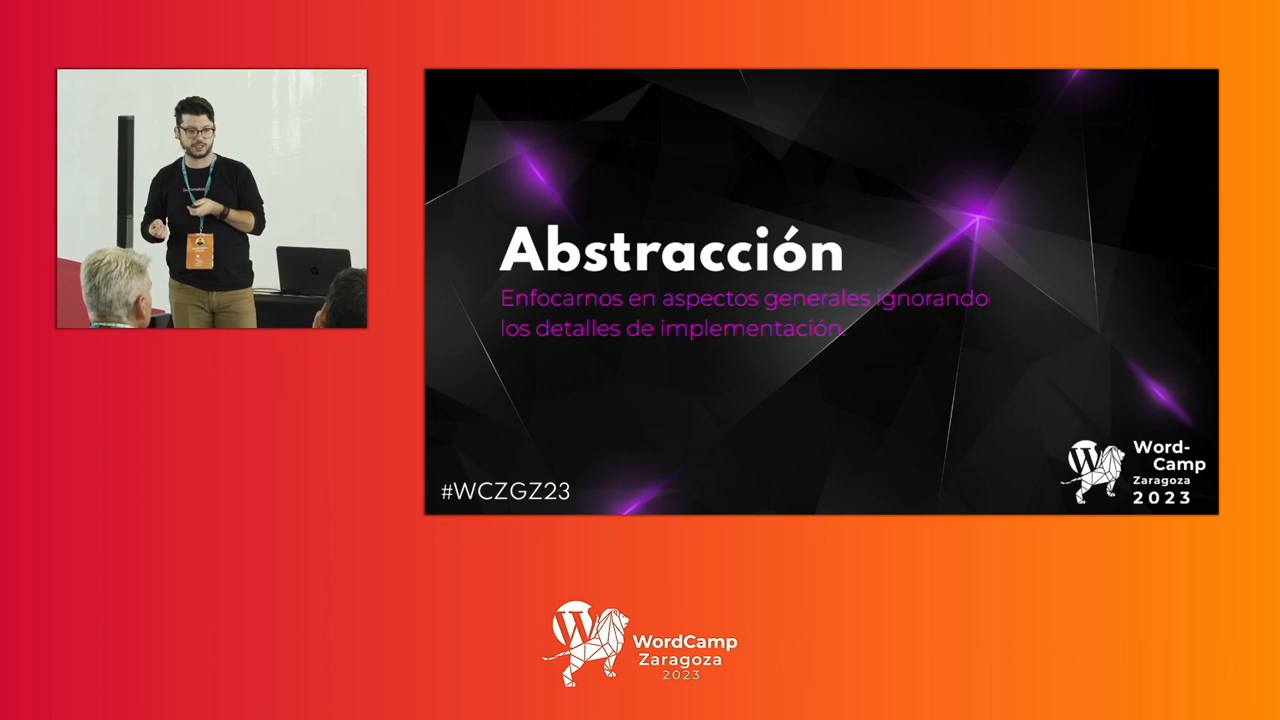 Abstracción
Enfocarnos en aspectos generales ignorando
los detalles de implementación.
#WCZGZ23
Word-
Camp
Zaragoza
2023
WordCamp
Zaragoza
2023